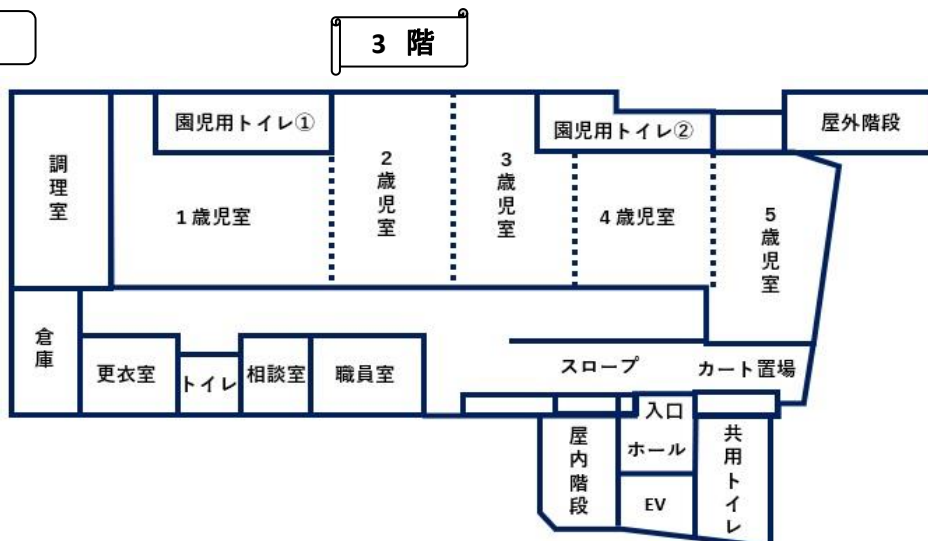 3 階
園児用トイレ①
園児用トイレ②
屋外階段
調理室
1歳児室
2歳児室
3歳児室
4歳児室
5歳児室
倉庫
更衣室
トイレ
相談室
職員室
スロープ
カート置場
入口
ホール
屋内階段
EV
共用トイレ